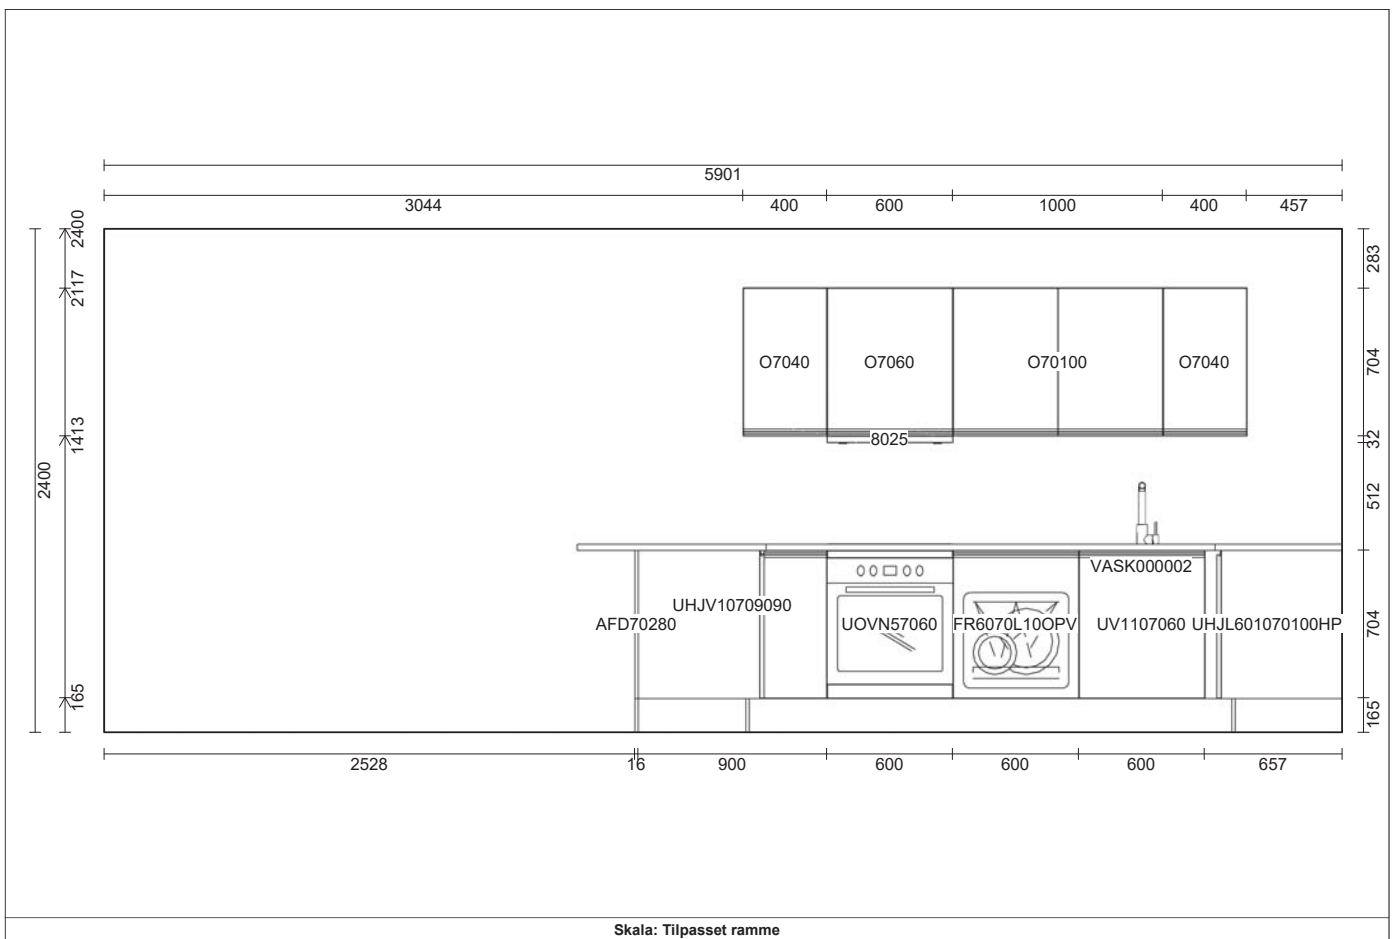 5901
3044 400 600 1000 400 457
2400
2117
1413
165
2400
283
704
32
512
704
165
O7040 O7060 O70100 O7040
8025
VASK000002
UHJV10709090
AFD70280 UOVN57060 FR6070L10OPV UV1107060 UHJL601070100HP
2528 16 900 600 600 600 657
Skala: Tilpasset ramme